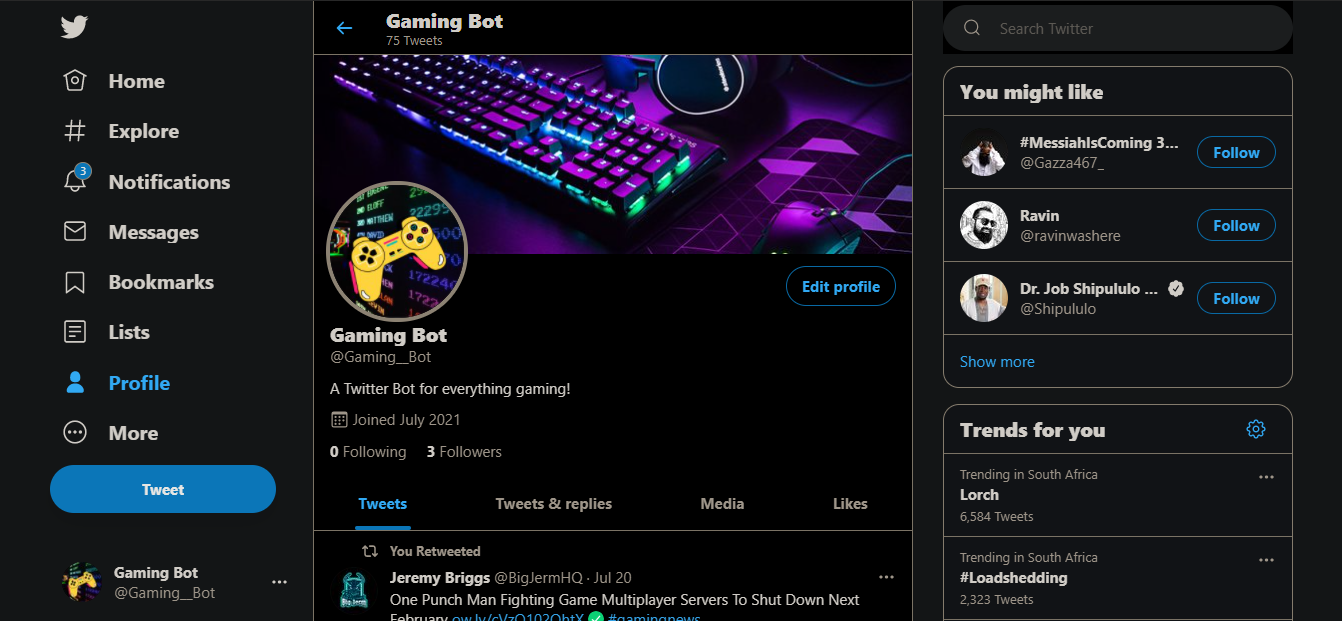 Gaming Bot
75 Tweets
Search Twitter
Home
Explore
3
Notifications
Messages
Bookmarks
Lists
Profile
More
Tweet
Gaming Bot
@Gaming__Bot
Edit profile
Gaming Bot
@Gaming__Bot
A Twitter Bot for everything gaming!
Joined July 2021
0 Following 3 Followers
Tweets Tweets & replies Media Likes
You Retweeted
Jeremy Briggs @BigJermHQ · Jul 20
One Punch Man Fighting Game Multiplayer Servers To Shut Down Next
February ow.ly/cVzO102QhtX ✅ #gamingnews
You might like
#MessiahIsComing 3...
@Gazza467_
Follow
Ravin
@ravinwashere
Follow
Dr. Job Shipululo ...
@Shipululo
Follow
Show more
Trends for you
Trending in South Africa
Lorch
6,584 Tweets
Trending in South Africa
#Loadshedding
2,323 Tweets